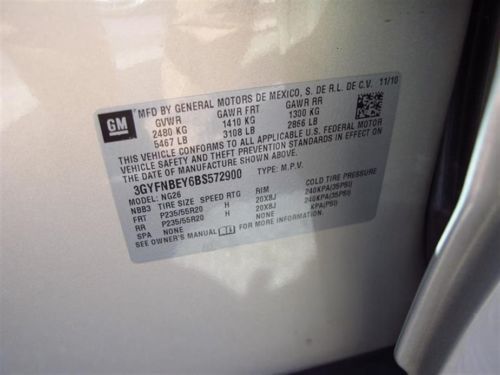 GM
MFD BY GENERAL MOTORS DE MEXICO, S. DE R.L. DE C.V. 11/10
GVWR GAWR FRT GAWR RR
2480 KG 1410 KG 1300 KG
5467 LB 3108 LB 2866 LB
THIS VEHICLE CONFORMS TO ALL APPLICABLE U.S. FEDERAL MOTOR
VEHICLE SAFETY AND THEFT PREVENTION STANDARDS IN EFFECT ON
THE DATE OF MANUFACTURE SHOWN ABOVE.
3GYFNBEY6BS572900 TYPE: M.P.V.
MODEL: NG26
NBB3 TIRE SIZE SPEED RTG RIM COLD TIRE PRESSURE
FRT P235/55R20 H 20X8J 240KPA(35PSI)
RR P235/55R20 H 20X8J 240KPA(35PSI)
SPA NONE NONE KPA(PSI)
SEE OWNER'S MANUAL FOR MORE INFORMATION.